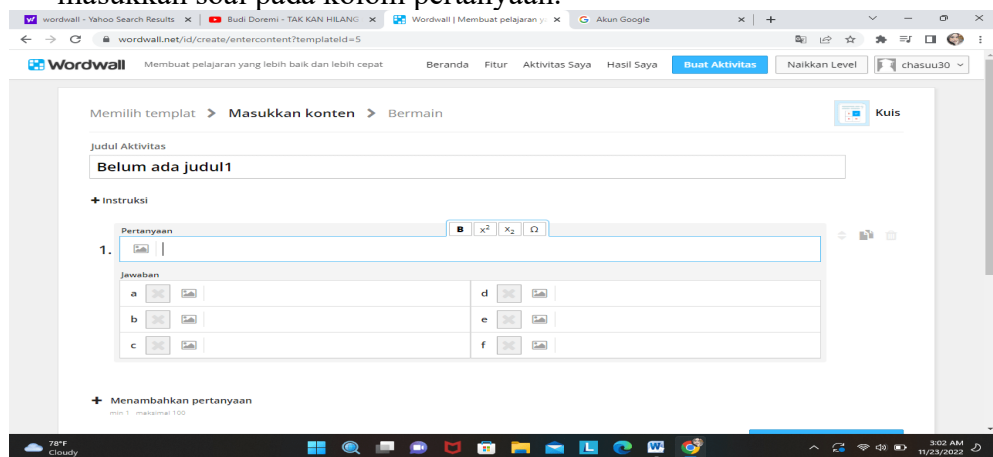 masukkan soal pada kolom pertanyaan.
wordwall - Yahoo Search Results
Budi Doremi - TAK KAN HILANG
Wordwall | Membuat pelajaran y
Akun Google
wordwall.net/id/create/entercontent?templateId=5
Wordwall
Membuat pelajaran yang lebih baik dan lebih cepat
Beranda
Fitur
Aktivitas Saya
Hasil Saya
Buat Aktivitas
Naikkan Level
chasuu30
Memilih templat > Masukkan konten > Bermain
Kuis
Judul Aktivitas
Belum ada judul1
+ Instruksi
Pertanyaan
B x² x₂ Ω
1.
Jawaban
a
d
b
e
c
f
+ Menambahkan pertanyaan
min 1 maksimal 100
78°F
Cloudy
3:02 AM
11/23/2022